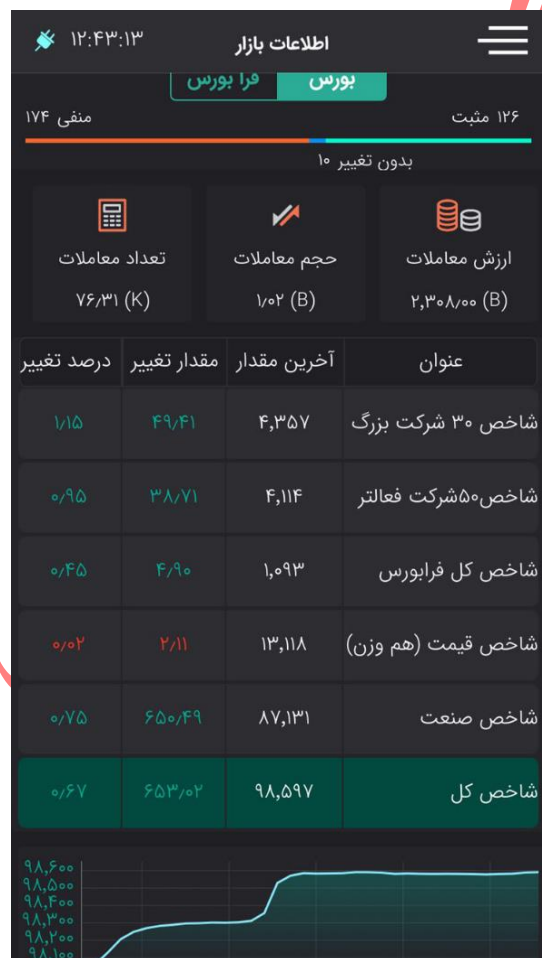 ۱۲:۴۳:۱۳
اطلاعات بازار
بورس
فرا بورس
۱۲۶ مثبت
منفی ۱۷۴
بدون تغییر ۱۰
ارزش معاملات
۲,۳۰۸/۰۰ (B)
حجم معاملات
۱/۰۲ (B)
تعداد معاملات
۷۶/۳۱ (K)
عنوان آخرین مقدار مقدار تغییر درصد تغییر
شاخص ۳۰ شرکت بزرگ ۴,۳۵۷ ۴۹/۴۱ ۱/۱۵
شاخص۵۰شرکت فعالتر ۴,۱۱۴ ۳۸/۷۱ ۰/۹۵
شاخص کل فرابورس ۱,۰۹۳ ۴/۹۰ ۰/۴۵
شاخص قیمت (هم وزن) ۱۳,۱۱۸ ۲/۱۱ ۰/۰۲
شاخص صنعت ۸۷,۱۳۱ ۶۵۰/۴۹ ۰/۷۵
شاخص کل ۹۸,۵۹۷ ۶۵۳/۰۲ ۰/۶۷
۹۸,۶۰۰
۹۸,۵۰۰
۹۸,۴۰۰
۹۸,۳۰۰
۹۸,۲۰۰
۹۸,۱۰۰